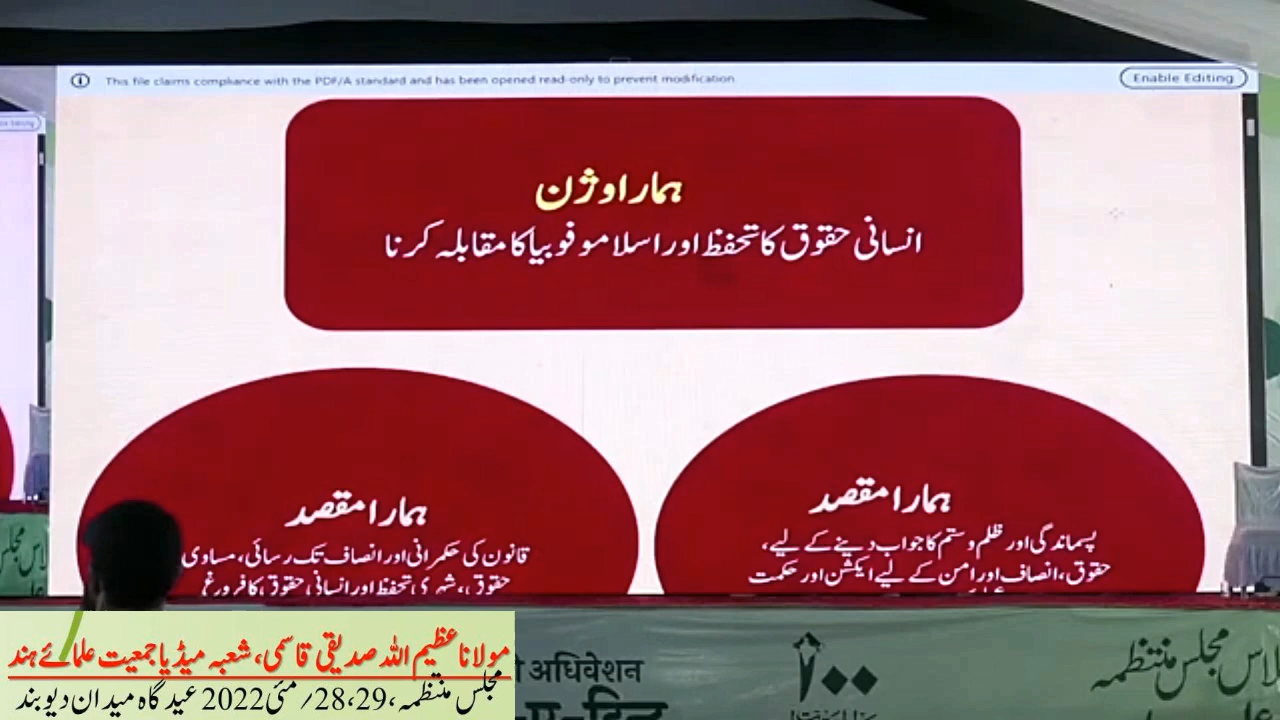 This file claims compliance with the PDF/A standard and has been opened read-only to prevent modification.
Enable Editing
ہمارا وژن
انسانی حقوق کا تحفظ اور اسلاموفوبیا کا مقابلہ کرنا
ہمارا مقصد
پسماندگی اور ظلم و ستم کا جواب دینے کے لیے،
حقوق، انصاف اور امن کے لیے ایکشن اور حکمت
ہمارا مقصد
قانون کی حکمرانی اور انصاف تک رسائی، مساوی
حقوق، شہری تحفظ اور انسانی حقوق کا فروغ
مولانا عظیم اللہ صدیقی قاسمی، شعبہ میڈیا جمعیت علمائے ہند
مجلس منتظمہ، 28،29/ مئی 2022 عید گاہ میدان دیوبند
अधिवेशन
لاس مجلس منتظمہ